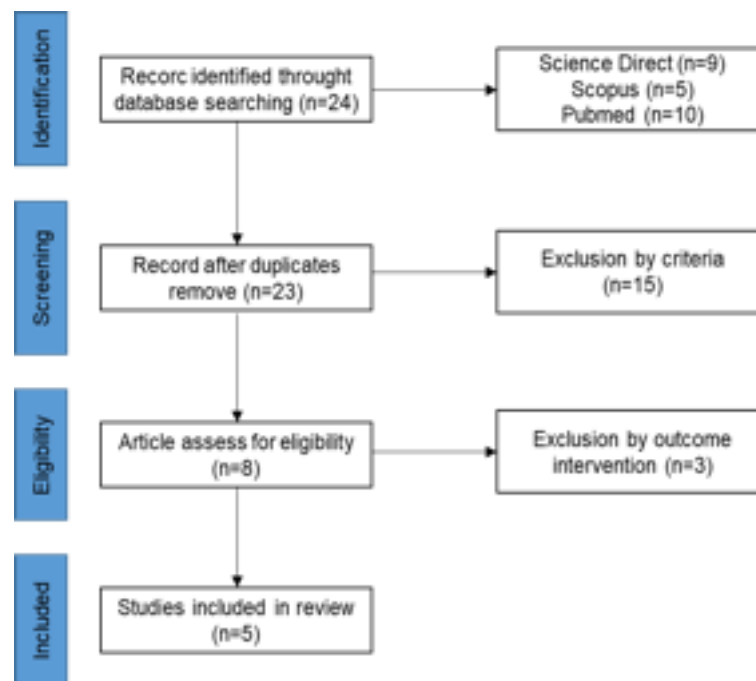 Identification
Recorc identified throught
database searching (n=24)
Science Direct (n=9)
Scopus (n=5)
Pubmed (n=10)
Screening
Record after duplicates
remove (n=23)
Exclusion by criteria
(n=15)
Eligibility
Article assess for eligibility
(n=8)
Exclusion by outcome
intervention (n=3)
Included
Studies included in review
(n=5)